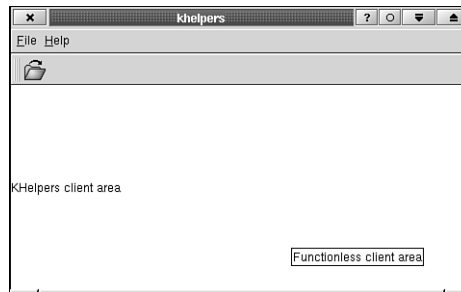 khelpers
?
File Help
KHelpers client area
Functionless client area